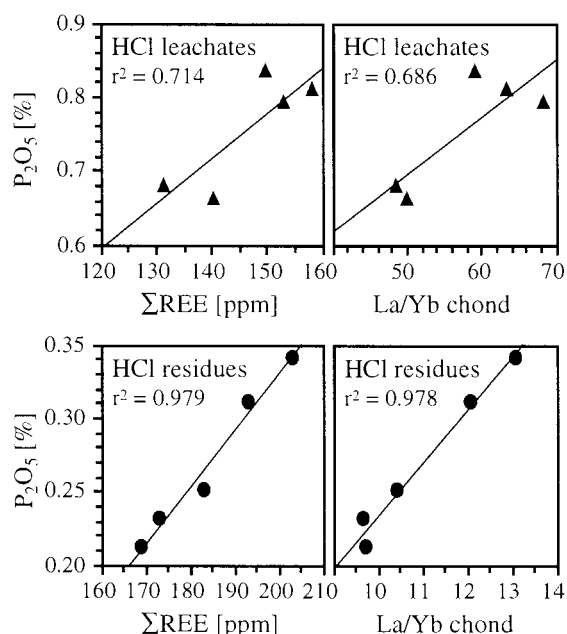 HCl leachates
r² = 0.714
HCl leachates
r² = 0.686
P₂O₅ [%]
0.9
0.8
0.7
0.6
120 130 140 150 160
50 60 70
ΣREE [ppm]
La/Yb chond
HCl residues
r² = 0.979
HCl residues
r² = 0.978
P₂O₅ [%]
0.35
0.30
0.25
0.20
160 170 180 190 200 210
10 11 12 13 14
ΣREE [ppm]
La/Yb chond